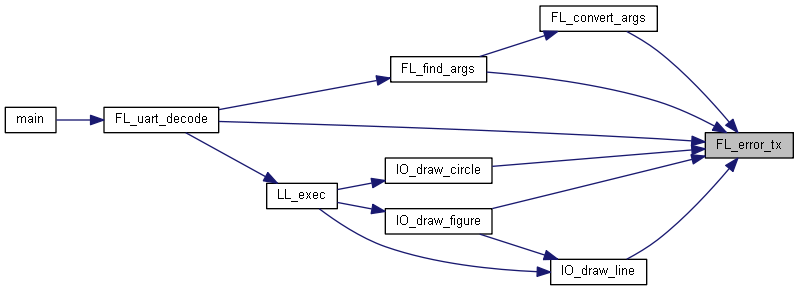 FL_convert_args
FL_find_args
main
FL_uart_decode
FL_error_tx
IO_draw_circle
LL_exec
IO_draw_figure
IO_draw_line